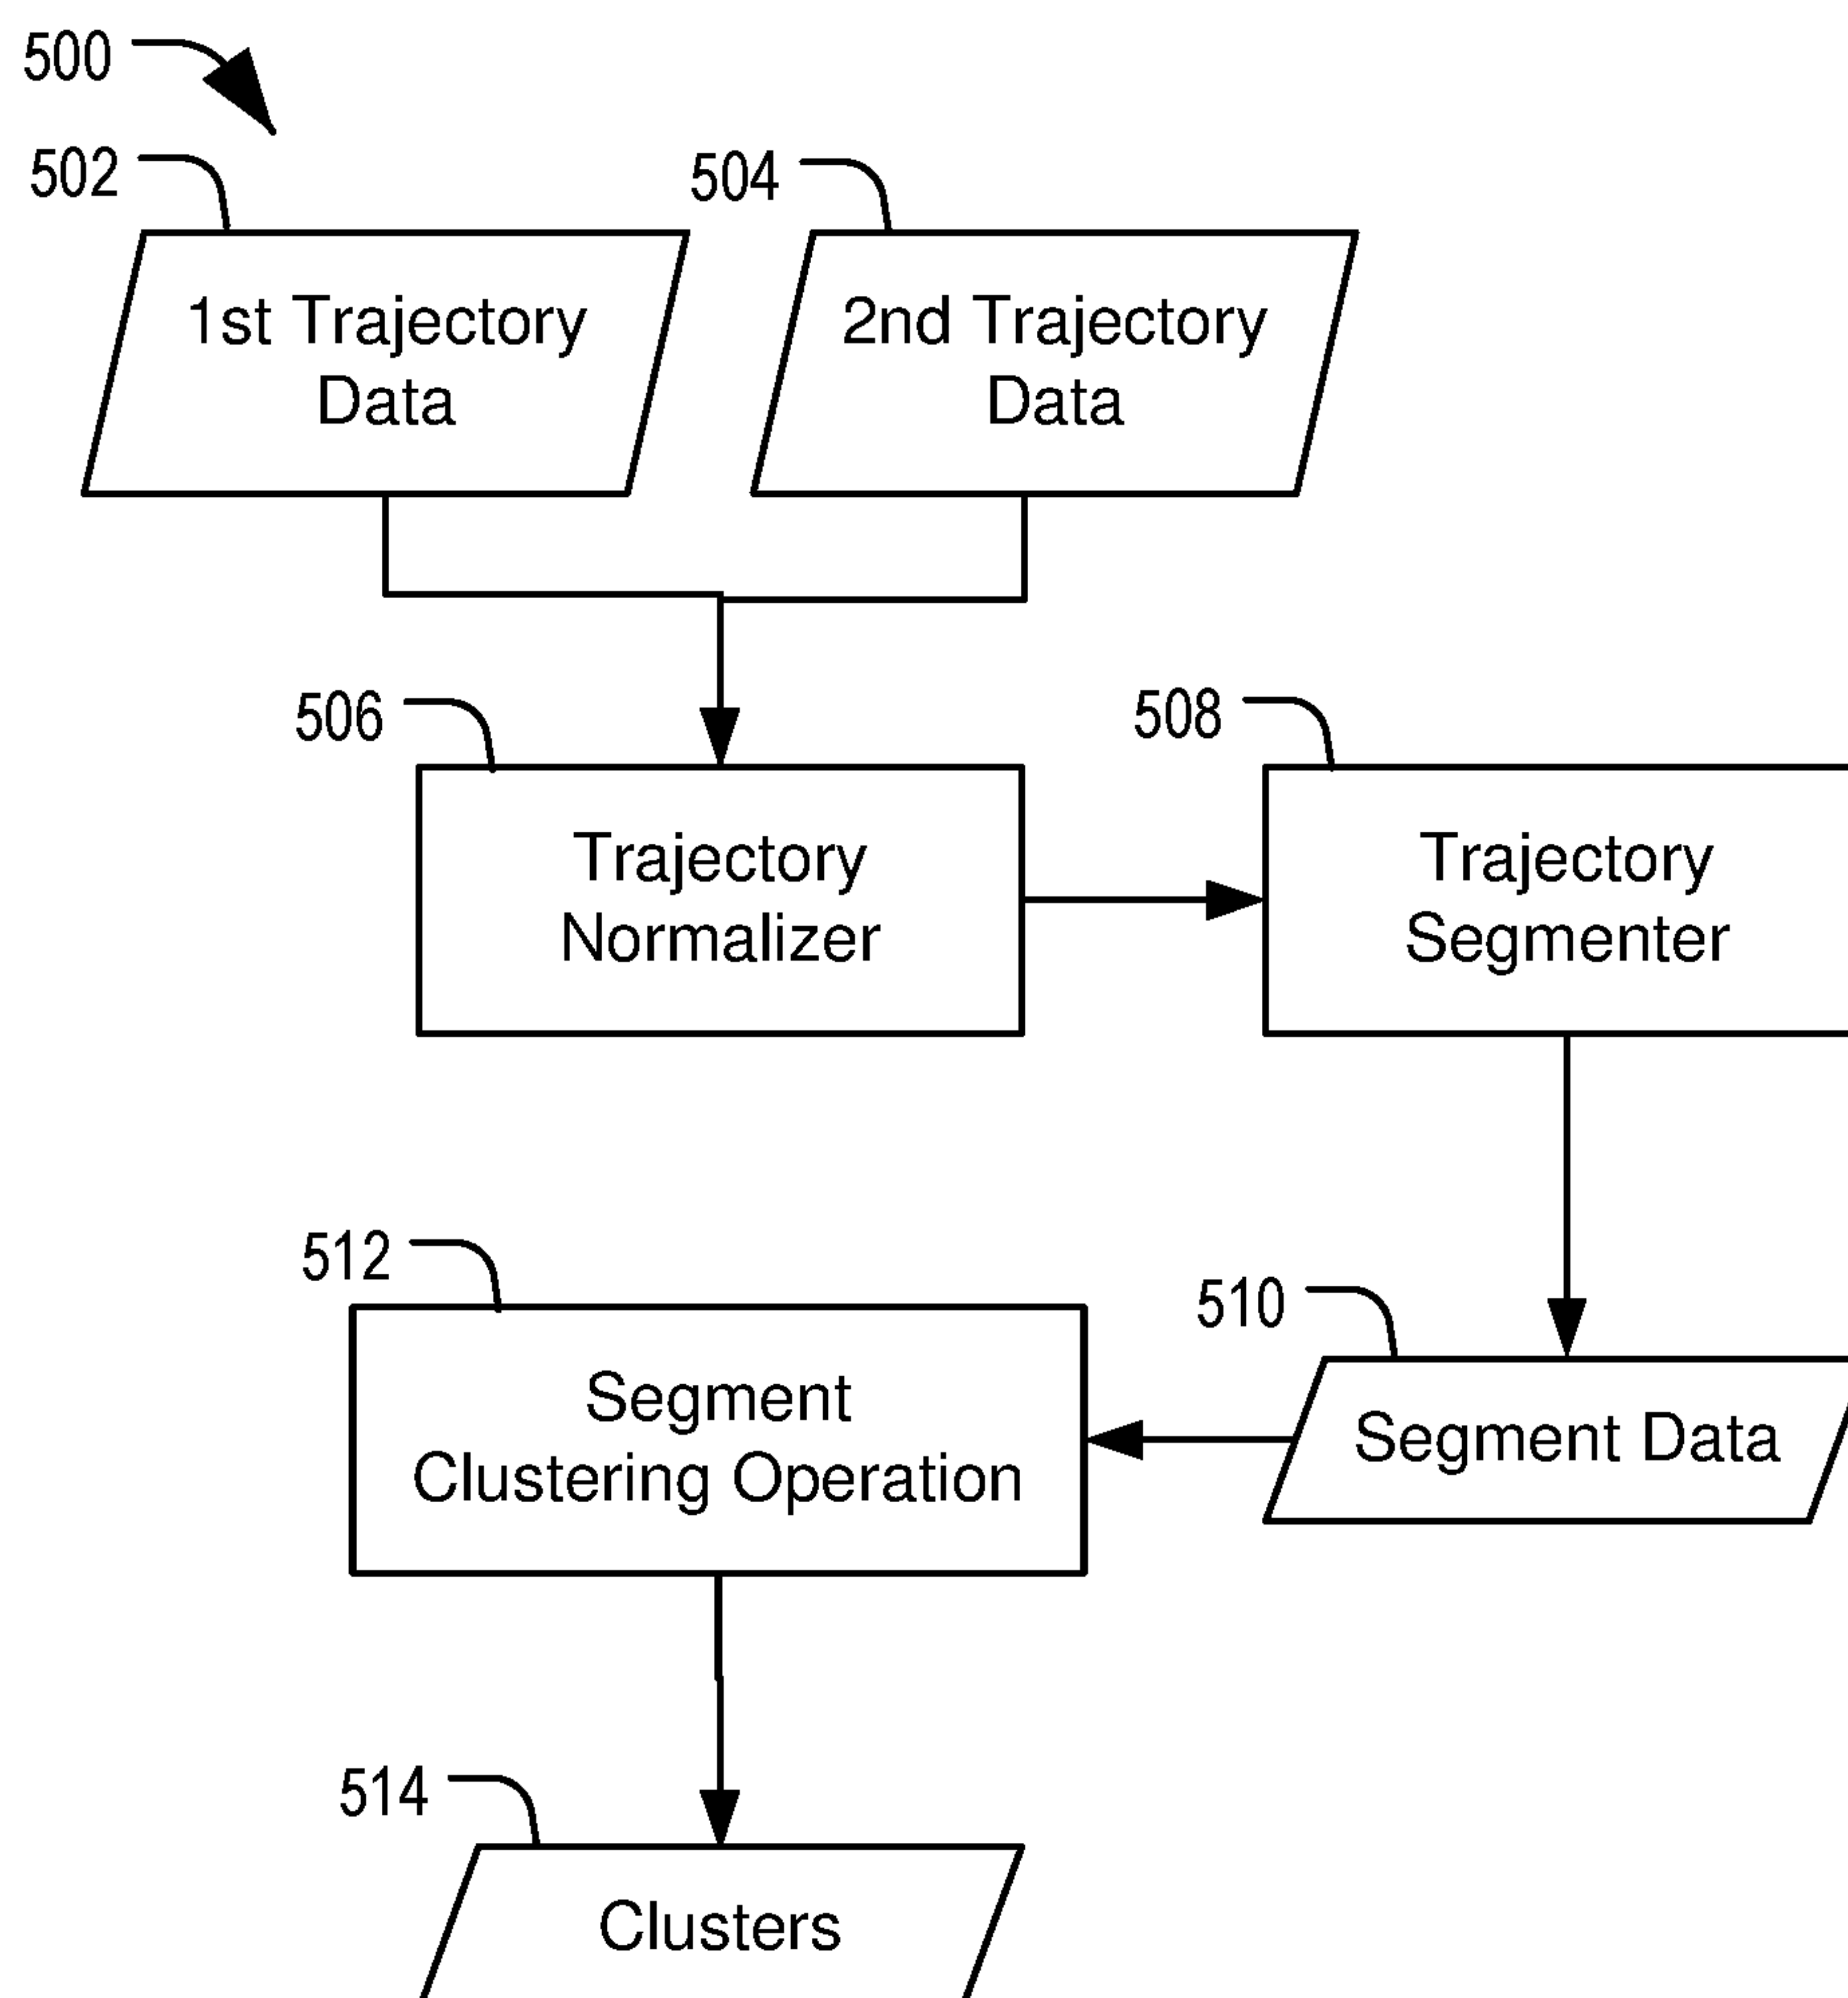 500
502
504
1st Trajectory
Data
2nd Trajectory
Data
506
508
Trajectory
Normalizer
Trajectory
Segmenter
512
510
Segment
Clustering Operation
Segment Data
514
Clusters